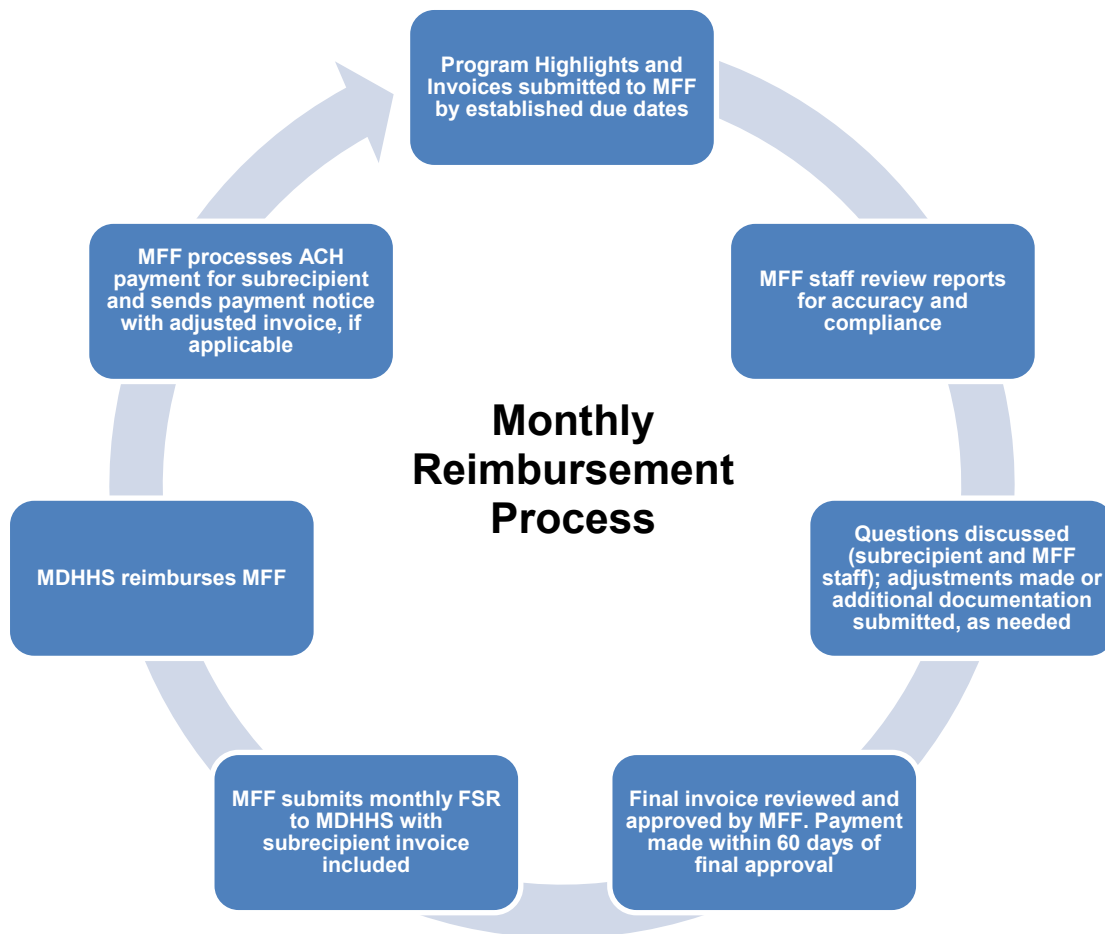 Program Highlights and
Invoices submitted to MFF
by established due dates
MFF staff review reports
for accuracy and
compliance
Questions discussed
(subrecipient and MFF
staff); adjustments made or
additional documentation
submitted, as needed
Final invoice reviewed and
approved by MFF. Payment
made within 60 days of
final approval
MFF submits monthly FSR
to MDHHS with
subrecipient invoice
included
MDHHS reimburses MFF
MFF processes ACH
payment for subrecipient
and sends payment notice
with adjusted invoice, if
applicable
Monthly
Reimbursement
Process